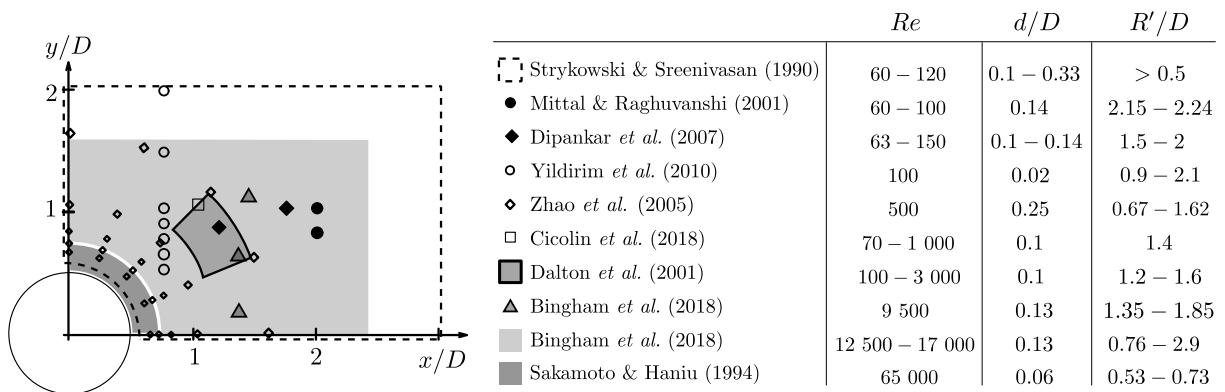 y/D
2
1
1
2
x/D
Re d/D R′/D
Strykowski & Sreenivasan (1990) 60 – 120 0.1 – 0.33 > 0.5
Mittal & Raghuvanshi (2001) 60 – 100 0.14 2.15 – 2.24
Dipankar et al. (2007) 63 – 150 0.1 – 0.14 1.5 – 2
Yildirim et al. (2010) 100 0.02 0.9 – 2.1
Zhao et al. (2005) 500 0.25 0.67 – 1.62
Cicolin et al. (2018) 70 – 1 000 0.1 1.4
Dalton et al. (2001) 100 – 3 000 0.1 1.2 – 1.6
Bingham et al. (2018) 9 500 0.13 1.35 – 1.85
Bingham et al. (2018) 12 500 – 17 000 0.13 0.76 – 2.9
Sakamoto & Haniu (1994) 65 000 0.06 0.53 – 0.73